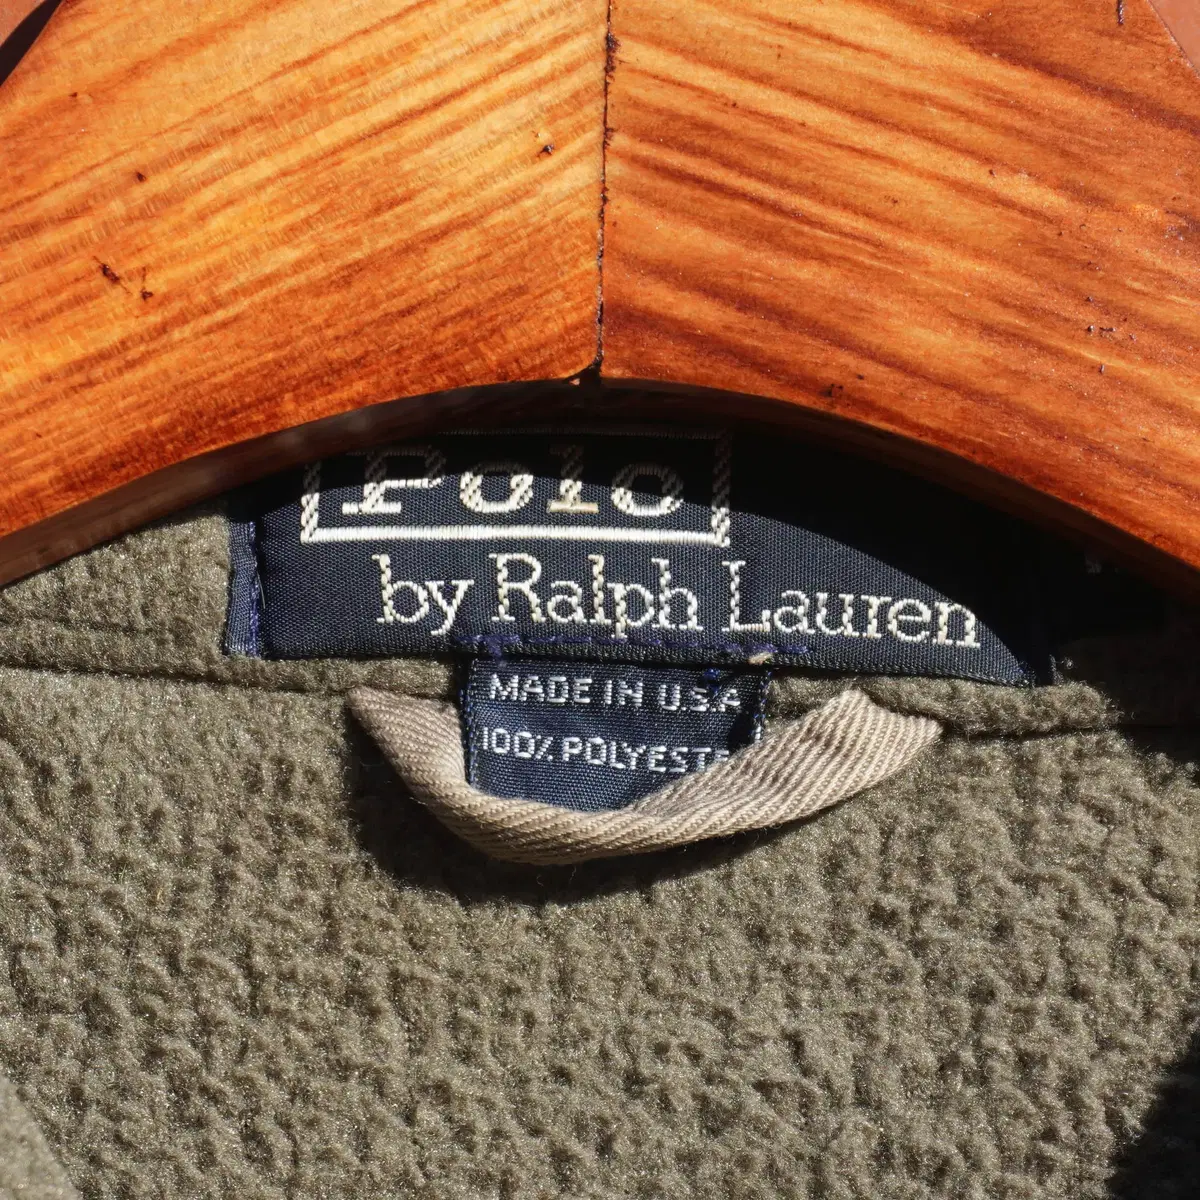 Polo
by Ralph Lauren
MADE IN U.S.A
100% POLYESTE